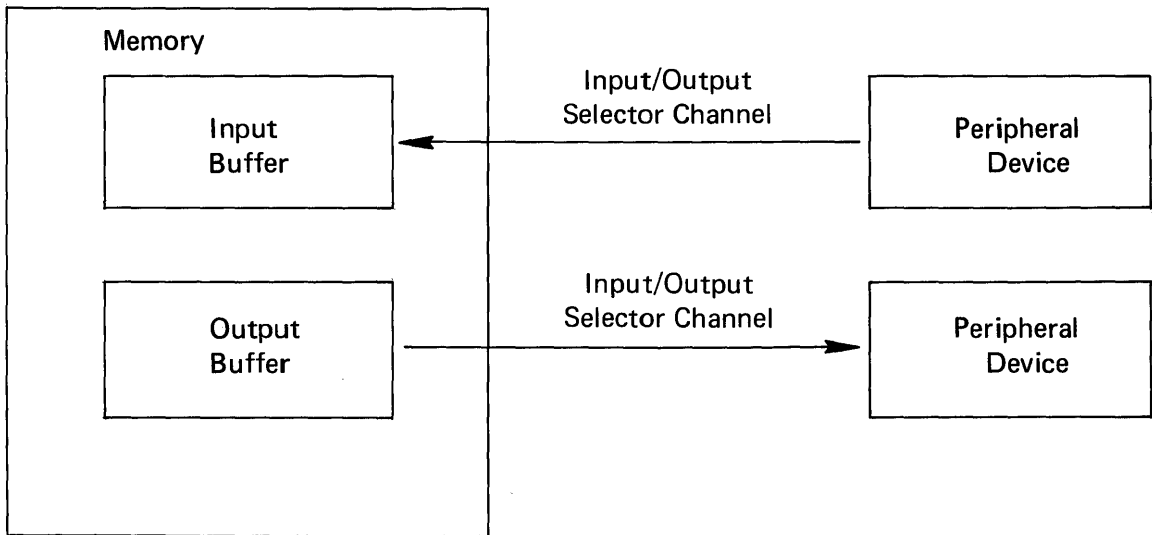 Memory
Input/Output
Selector Channel
Input
Buffer
Peripheral
Device
Input/Output
Selector Channel
Output
Buffer
Peripheral
Device